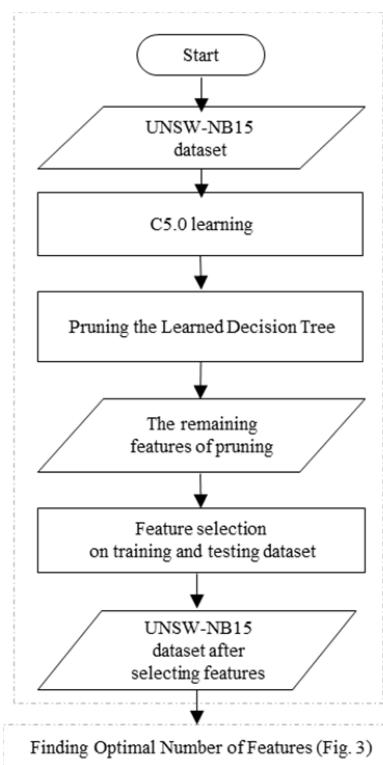 Start
UNSW-NB15
dataset
C5.0 learning
Pruning the Learned Decision Tree
The remaining
features of pruning
Feature selection
on training and testing dataset
UNSW-NB15
dataset after
selecting features
Finding Optimal Number of Features (Fig. 3)